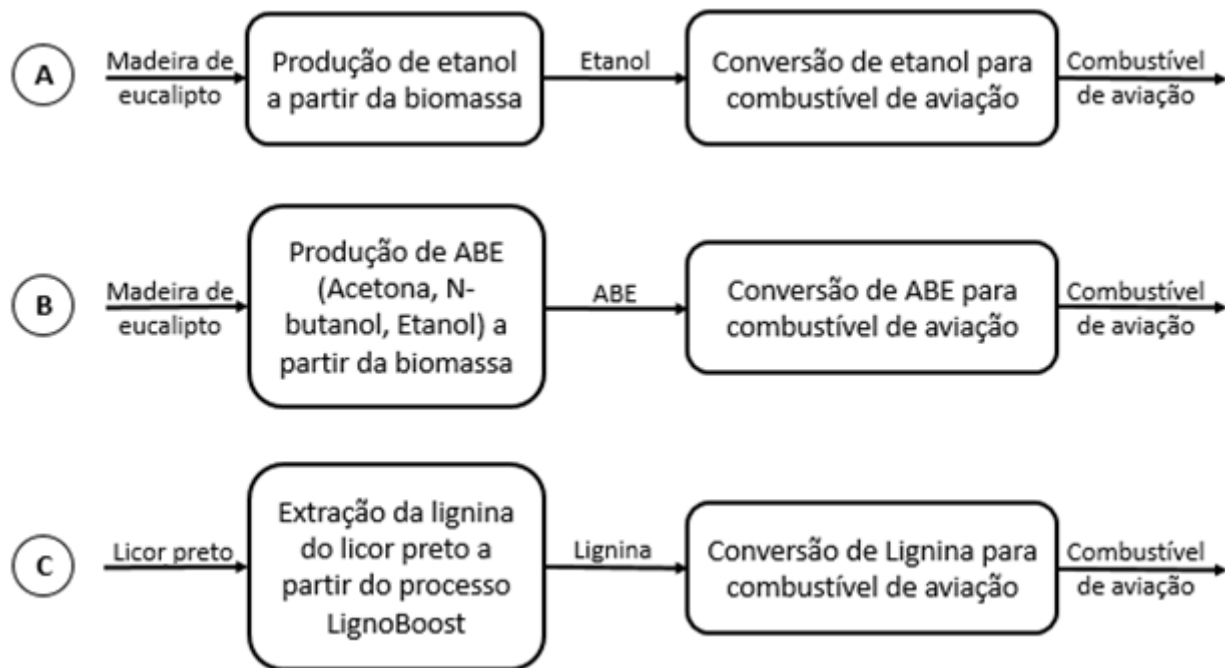 A
Madeira de
eucalipto
Produção de etanol
a partir da biomassa
Etanol
Conversão de etanol para
combustível de aviação
Combustível
de aviação
B
Madeira de
eucalipto
Produção de ABE
(Acetona, N-
butanol, Etanol) a
partir da biomassa
ABE
Conversão de ABE para
combustível de aviação
Combustível
de aviação
C
Licor preto
Extração da lignina
do licor preto a
partir do processo
LignoBoost
Lignina
Conversão de Lignina para
combustível de aviação
Combustível
de aviação